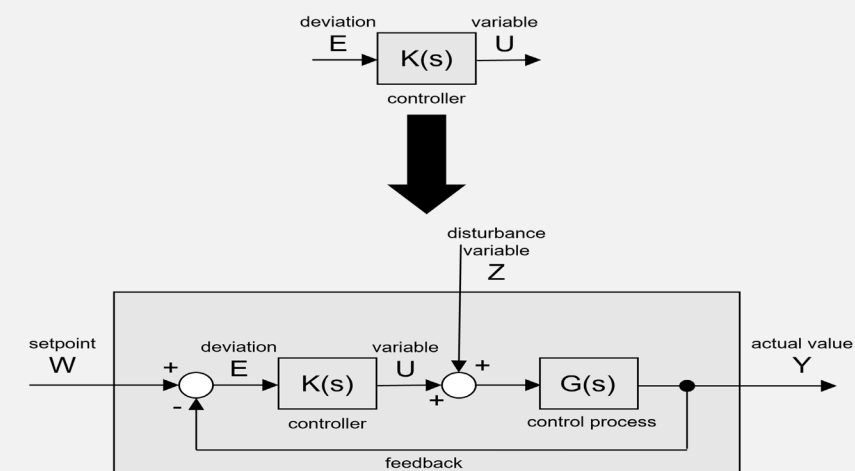 deviation
variable
E
K(s)
U
controller
disturbance
variable
Z
setpoint
W
+
-
deviation
E
K(s)
controller
variable
U
+
+
G(s)
control process
actual value
Y
feedback